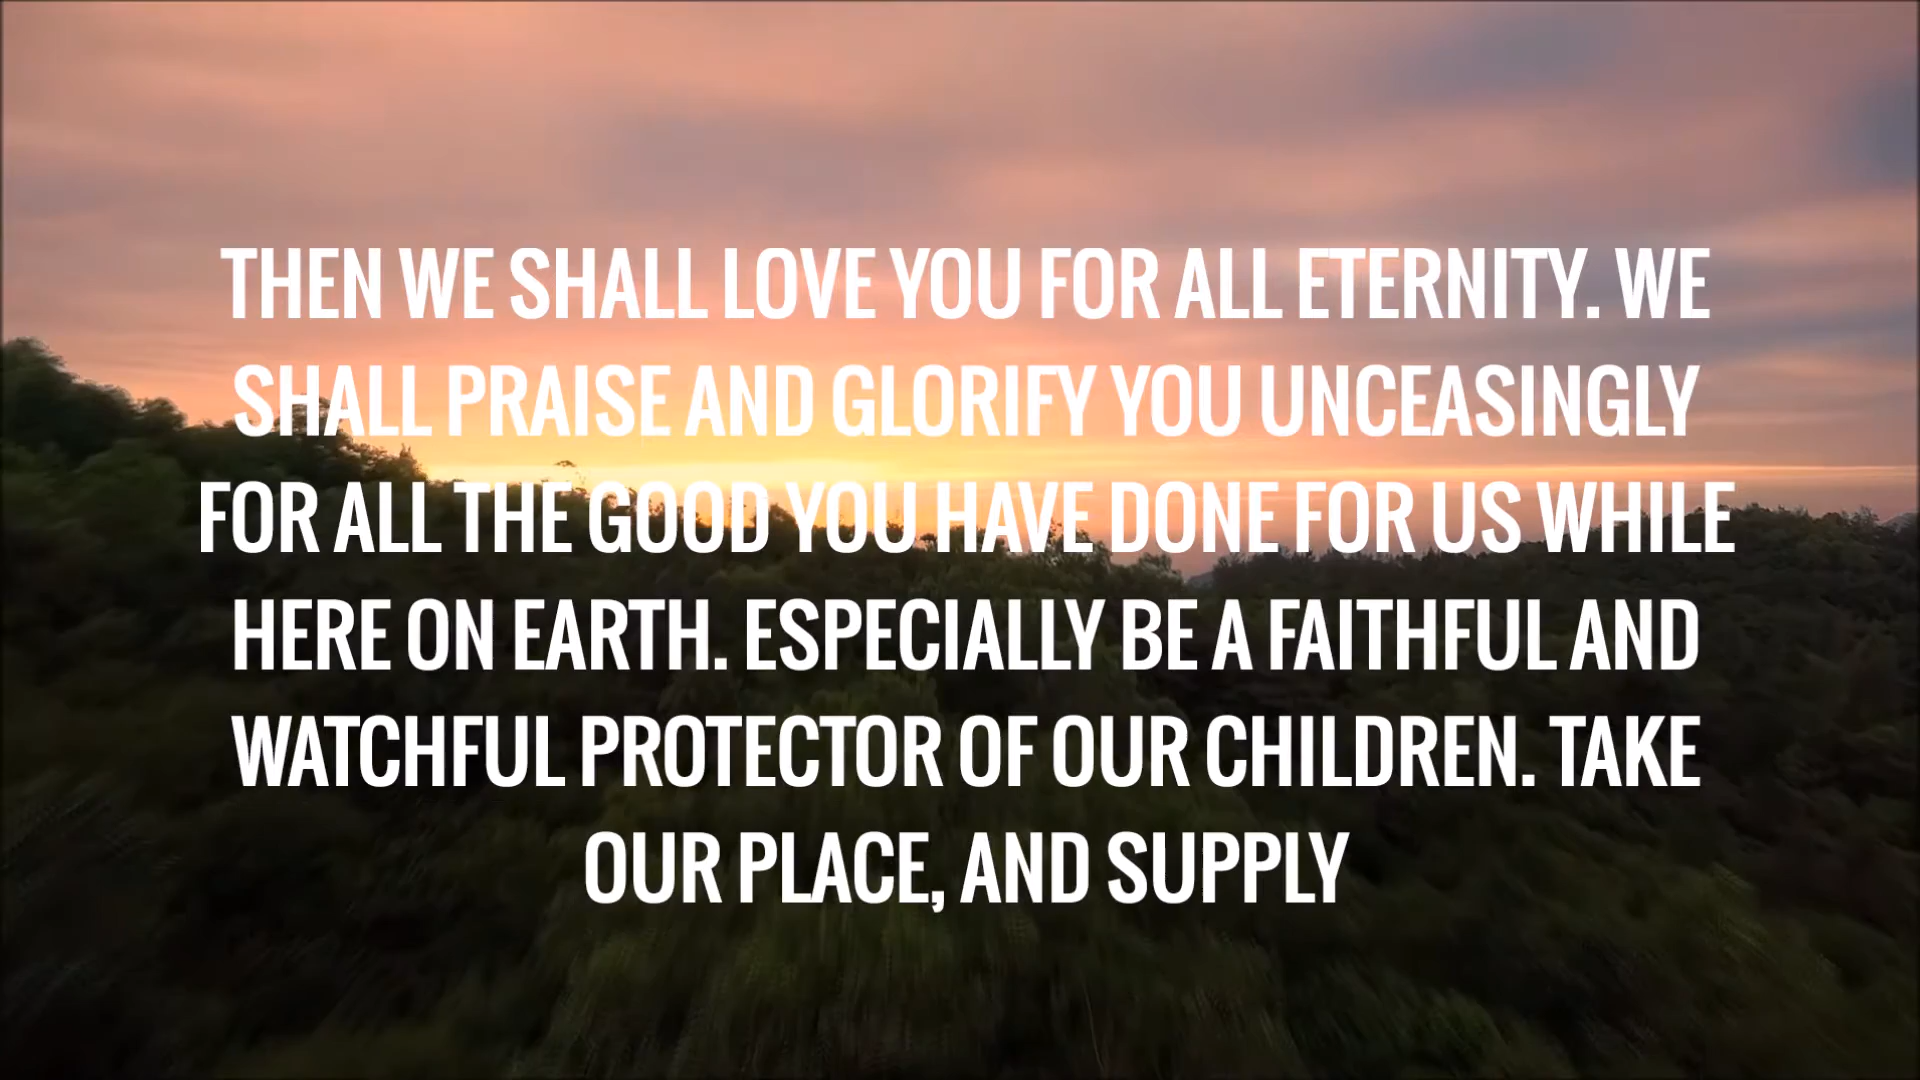 THEN WE SHALL LOVE YOU FOR ALL ETERNITY. WE
SHALL PRAISE AND GLORIFY YOU UNCEASINGLY
FOR ALL THE GOOD YOU HAVE DONE FOR US WHILE
HERE ON EARTH. ESPECIALLY BE A FAITHFUL AND
WATCHFUL PROTECTOR OF OUR CHILDREN. TAKE
OUR PLACE, AND SUPPLY